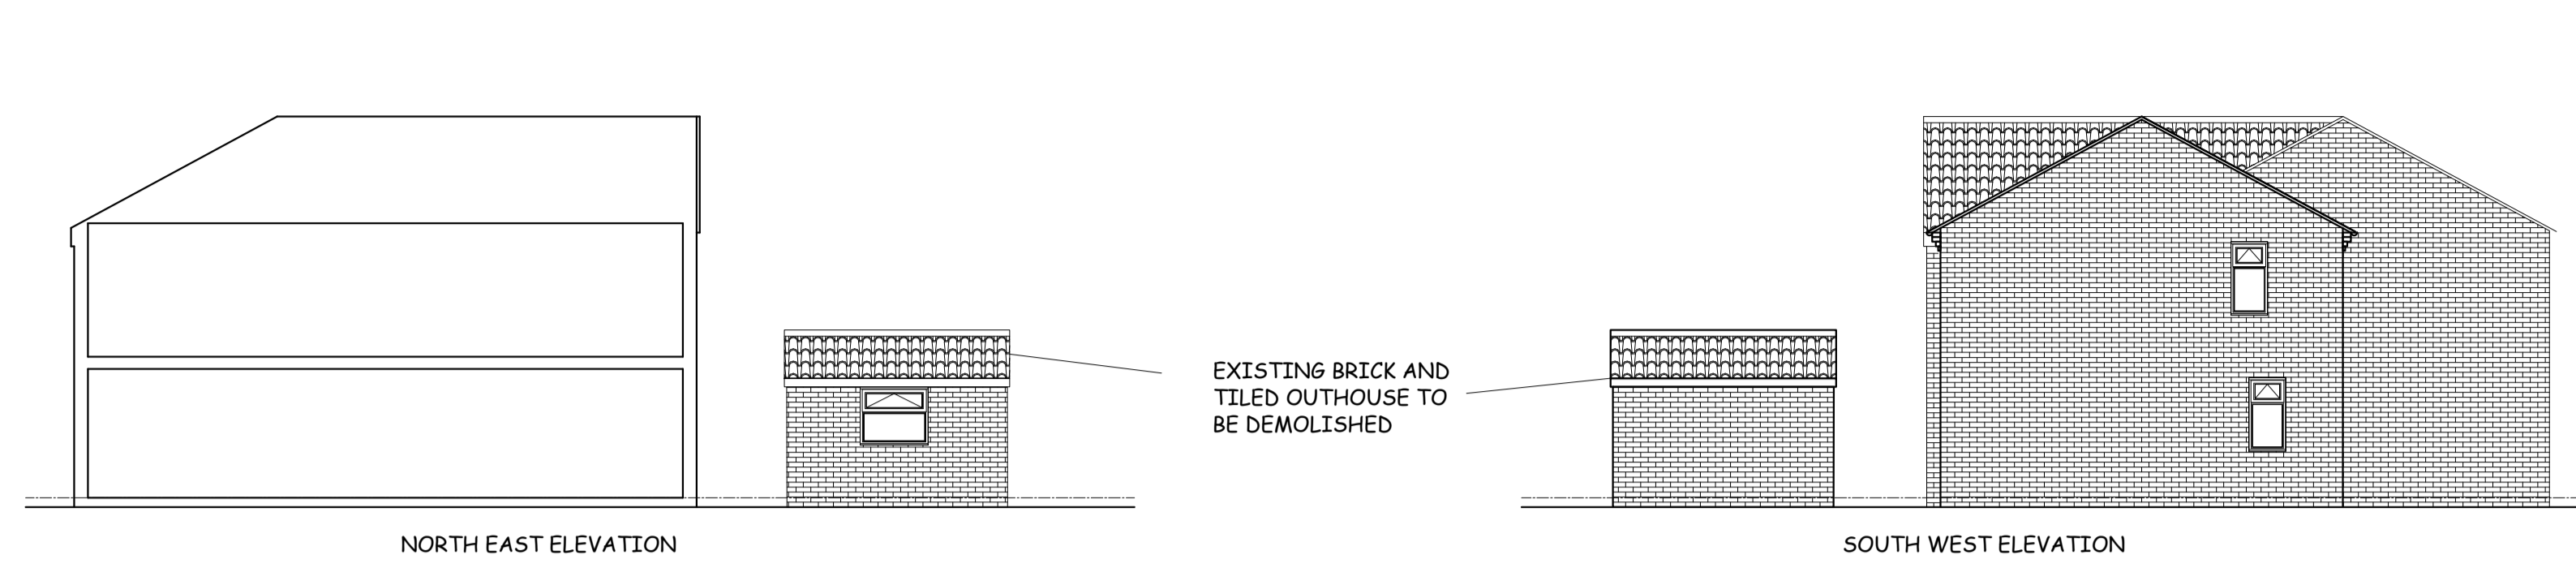 EXISTING BRICK AND
TILED OUTHOUSE TO
BE DEMOLISHED
NORTH EAST ELEVATION
SOUTH WEST ELEVATION